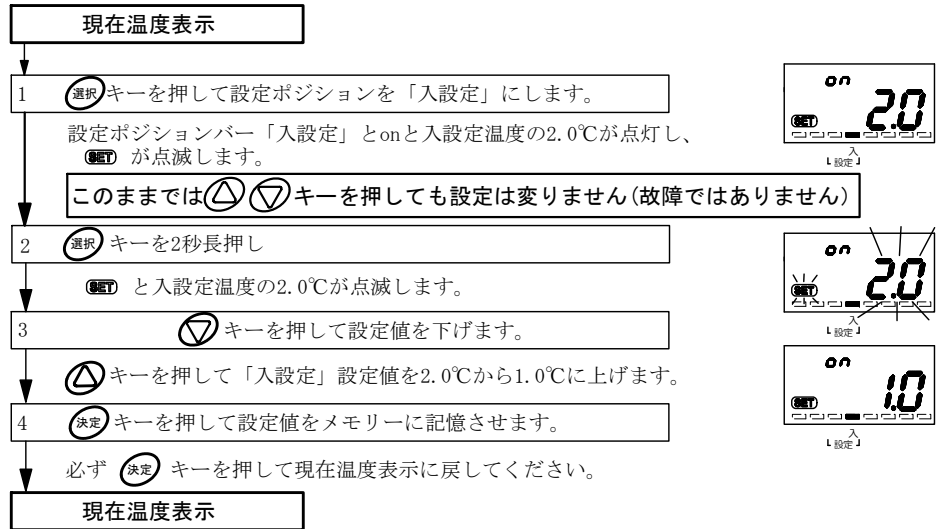 現在温度表示
1 選択キーを押して設定ポジションを「入設定」にします。
設定ポジションバー「入設定」とonと入設定温度の2.0℃が点灯し、
SET が点滅します。
このままでは△▽キーを押しても設定は変りません(故障ではありません)
2 選択キーを2秒長押し
SET と入設定温度の2.0℃が点滅します。
3 ▽キーを押して設定値を下げます。
△キーを押して「入設定」設定値を2.0℃から1.0℃に上げます。
4 決定キーを押して設定値をメモリーに記憶させます。
必ず 決定 キーを押して現在温度表示に戻してください。
現在温度表示
on
SET 2.0
入
設定
on
SET 2.0
入
設定
on
SET 1.0
入
設定